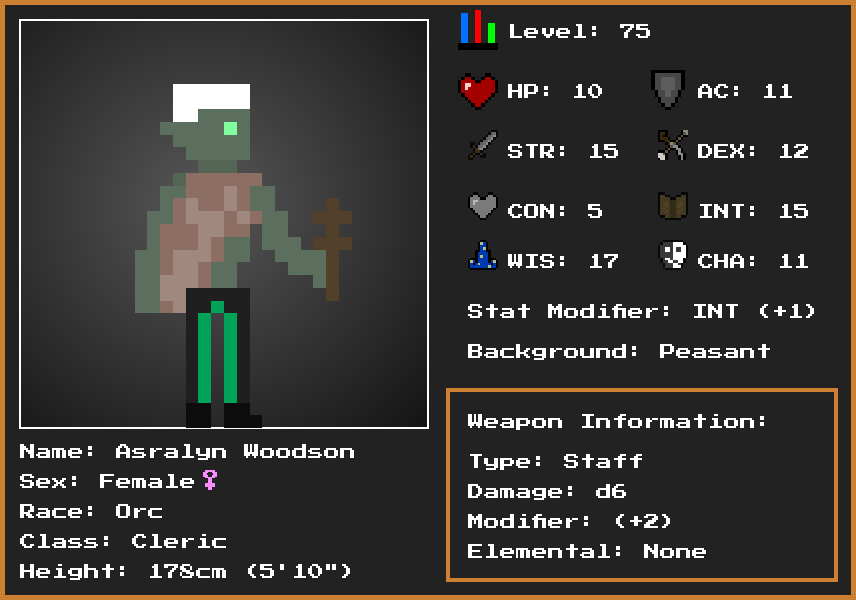 Level: 75
HP: 10 AC: 11
STR: 15 DEX: 12
CON: 5 INT: 15
WIS: 17 CHA: 11
Stat Modifier: INT (+1)
Background: Peasant
Weapon Information:
Type: Staff
Damage: d6
Modifier: (+2)
Elemental: None
Name: Asralyn Woodson
Sex: Female♀
Race: Orc
Class: Cleric
Height: 178cm (5'10")